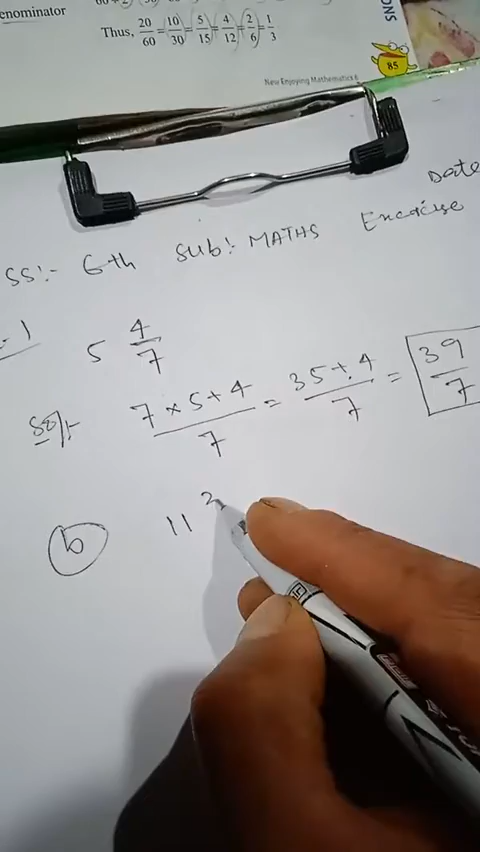 enominator
Thus, 20/60 = 10/30 = 5/15 = 4/12 = 2/6 = 1/3
ONS
85
New Enjoying Mathematics 6
Date
SS:- 6th Sub:- MATHS Exercise
- 1 5 4/7
Sol:- 7×5+4/7 = 35+4/7 = 39/7
b 11 2